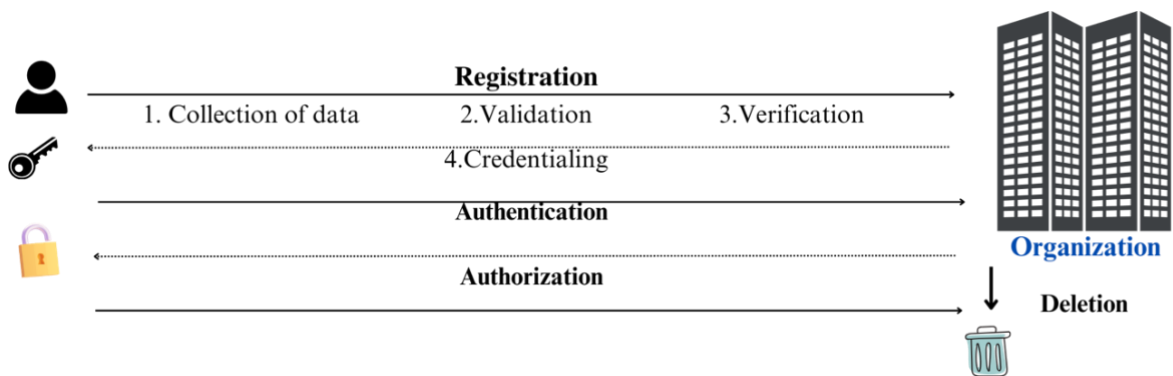 Registration
1. Collection of data
2.Validation
3.Verification
4.Credentialing
Authentication
Organization
Authorization
Deletion